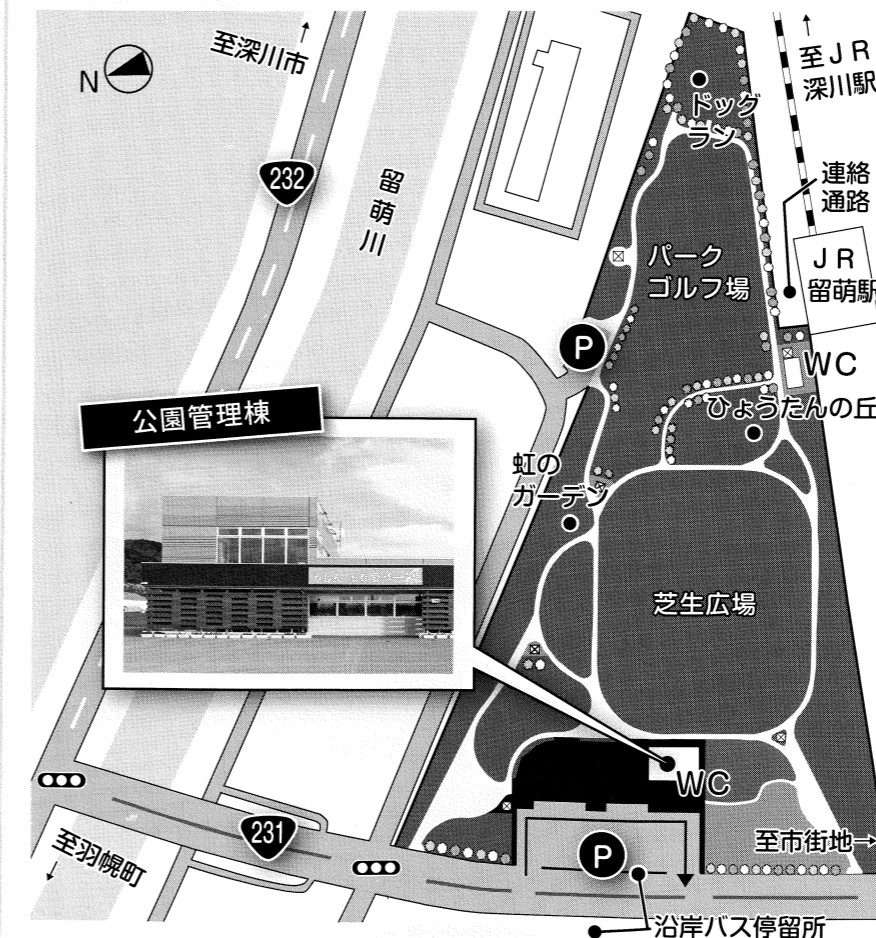 至深川市
↑
N
232
留萌川
ドッグ
ラン
↑
至JR
深川駅
連絡
通路
JR
留萌駅
パーク
ゴルフ場
P
WC
ひょうたんの丘
公園管理棟
虹の
ガーデン
芝生広場
WC
231
至羽幌町
↓
P
至市街地→
沿岸バス停留所